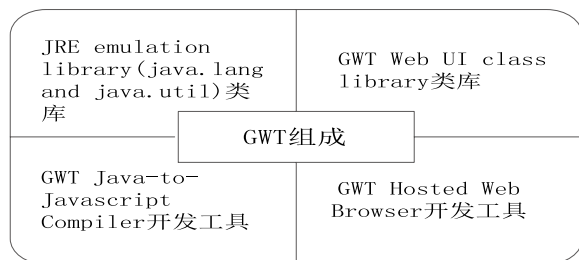 JRE emulation
library(java.lang
and java.util)类
库
GWT Web UI class
library类库
GWT组成
GWT Java-to-
Javascript
Compiler开发工具
GWT Hosted Web
Browser开发工具